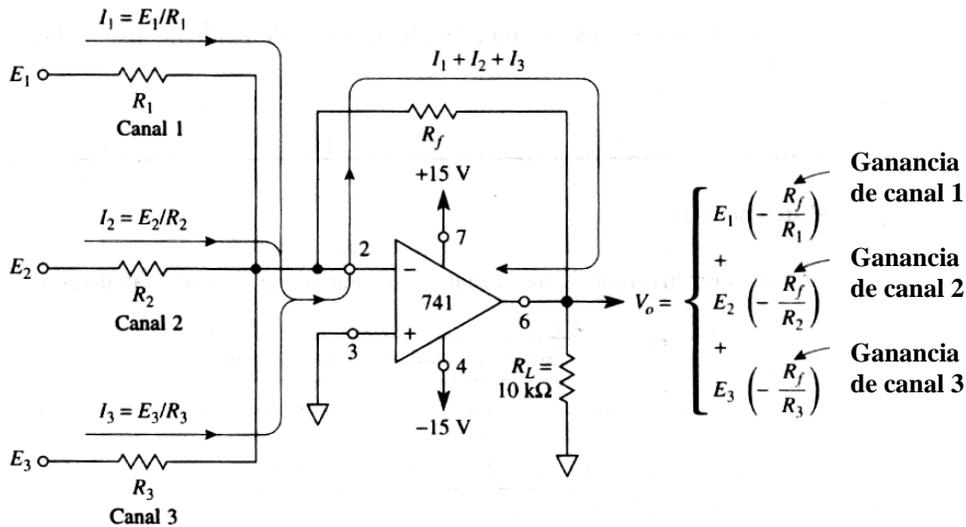 I₁ = E₁/R₁
E₁
R₁
Canal 1
I₂ = E₂/R₂
E₂
R₂
Canal 2
I₃ = E₃/R₃
E₃
R₃
Canal 3
I₁ + I₂ + I₃
R_f
+15 V
7
2
−
741
+
3
4
−15 V
6
R_L =
10 kΩ
V_o =
E₁ (− R_f / R₁)
+
E₂ (− R_f / R₂)
+
E₃ (− R_f / R₃)
Ganancia
de canal 1
Ganancia
de canal 2
Ganancia
de canal 3